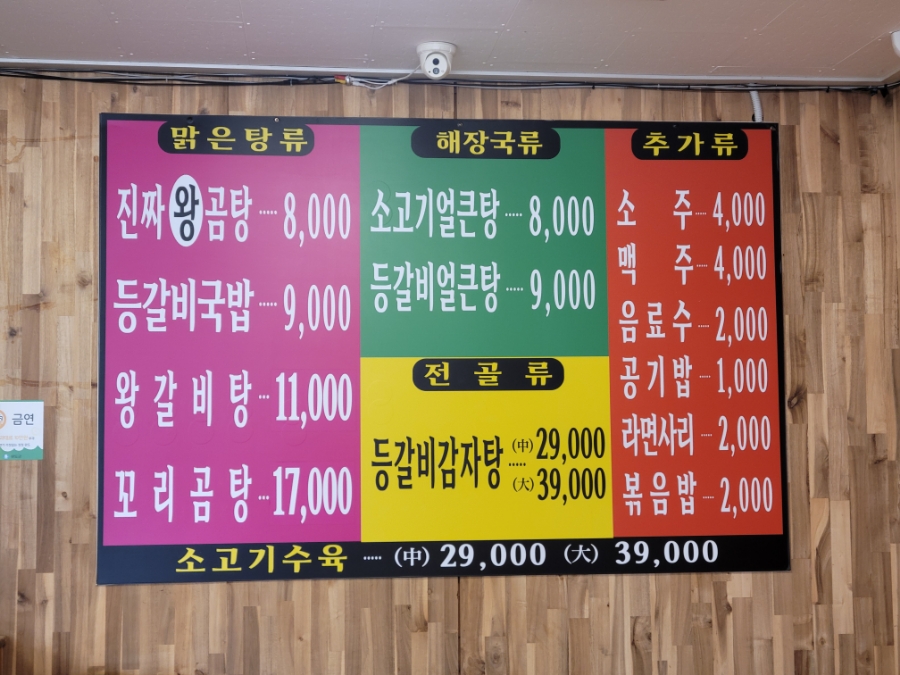 맑은탕류
진짜왕곰탕 ····· 8,000
등갈비국밥 ····· 9,000
왕갈비탕 ··· 11,000
꼬리곰탕 ··· 17,000
해장국류
소고기얼큰탕 ····· 8,000
등갈비얼큰탕 ····· 9,000
전골류
등갈비감자탕 ····· (中) 29,000
(大) 39,000
추가류
소주 ···· 4,000
맥주 ···· 4,000
음료수 ···· 2,000
공기밥 ···· 1,000
라면사리 ···· 2,000
볶음밥 ···· 2,000
소고기수육 ····· (中) 29,000 (大) 39,000
금연